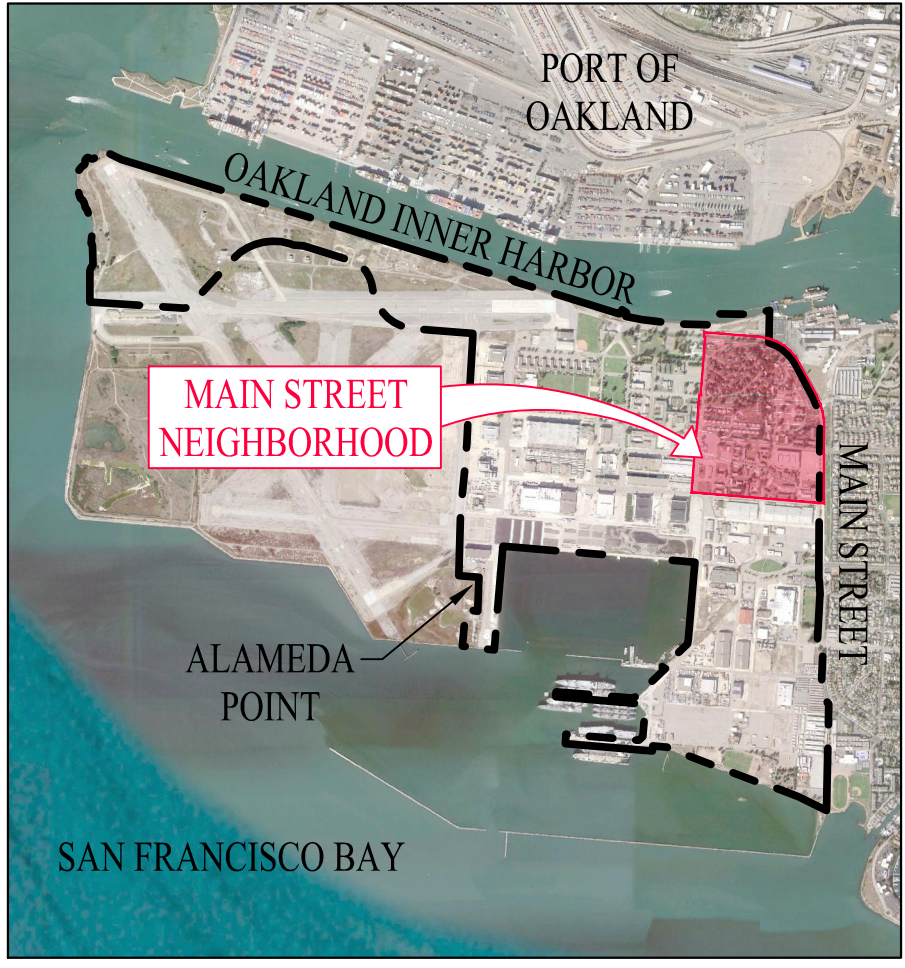 PORT OF
OAKLAND
OAKLAND INNER HARBOR
MAIN STREET
NEIGHBORHOOD
MAIN STREET
ALAMEDA
POINT
SAN FRANCISCO BAY